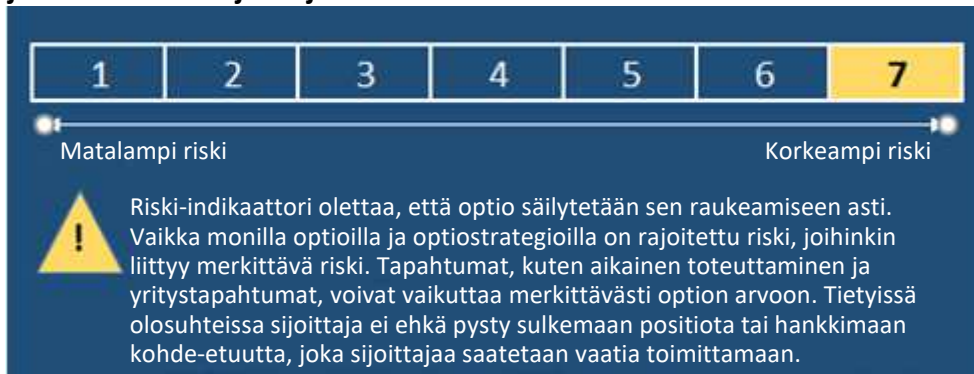 1 2 3 4 5 6 7
Matalampi riski Korkeampi riski
! Riski-indikaattori olettaa, että optio säilytetään sen raukeamiseen asti.
Vaikka monilla optioilla ja optiostrategioilla on rajoitettu riski, joihinkin
liittyy merkittävä riski. Tapahtumat, kuten aikainen toteuttaminen ja
yritystapahtumat, voivat vaikuttaa merkittävästi option arvoon. Tietyissä
olosuhteissa sijoittaja ei ehkä pysty sulkemaan positiota tai hankkimaan
kohde-etuutta, joka sijoittajaa saatetaan vaatia toimittamaan.